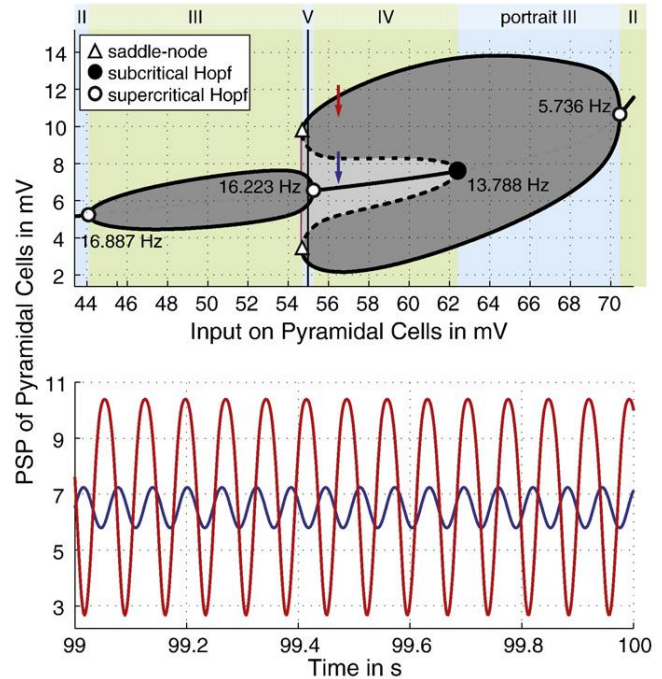 II III V IV portrait III II
saddle-node
subcritical Hopf
supercritical Hopf
14
12
10
8
6
4
2
5.736 Hz
16.223 Hz
13.788 Hz
16.887 Hz
44 46 48 50 52 54 56 58 60 62 64 66 68 70
Input on Pyramidal Cells in mV
PSP of Pyramidal Cells in mV
11
9
7
5
3
99 99.2 99.4 99.6 99.8 100
Time in s